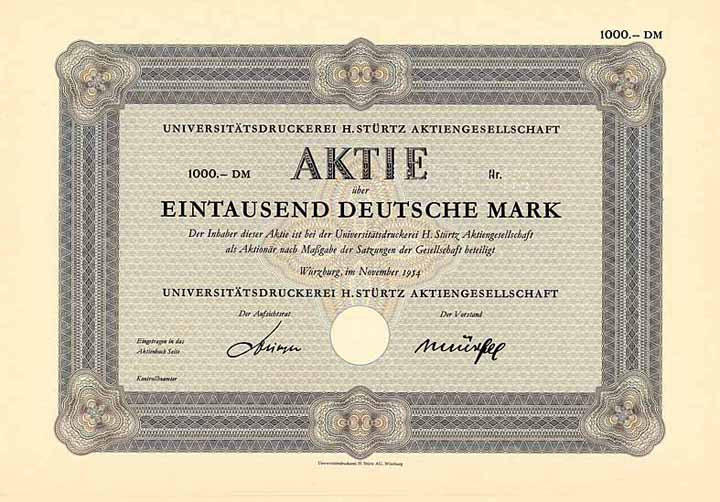 1000.— DM
UNIVERSITÄTSDRUCKEREI H. STÜRTZ AKTIENGESELLSCHAFT
1000.— DM AKTIE Nr.
über
EINTAUSEND DEUTSCHE MARK
Der Inhaber dieser Aktie ist bei der Universitätsdruckerei H. Stürtz Aktiengesellschaft
als Aktionär nach Maßgabe der Satzungen der Gesellschaft beteiligt
Würzburg, im November 1954
UNIVERSITÄTSDRUCKEREI H. STÜRTZ AKTIENGESELLSCHAFT
Der Aufsichtsrat Der Vorstand
Eingetragen in das
Aktienbuch Seite
Kontrollbeamter
Universitätsdruckerei H. Stürtz AG. Würzburg